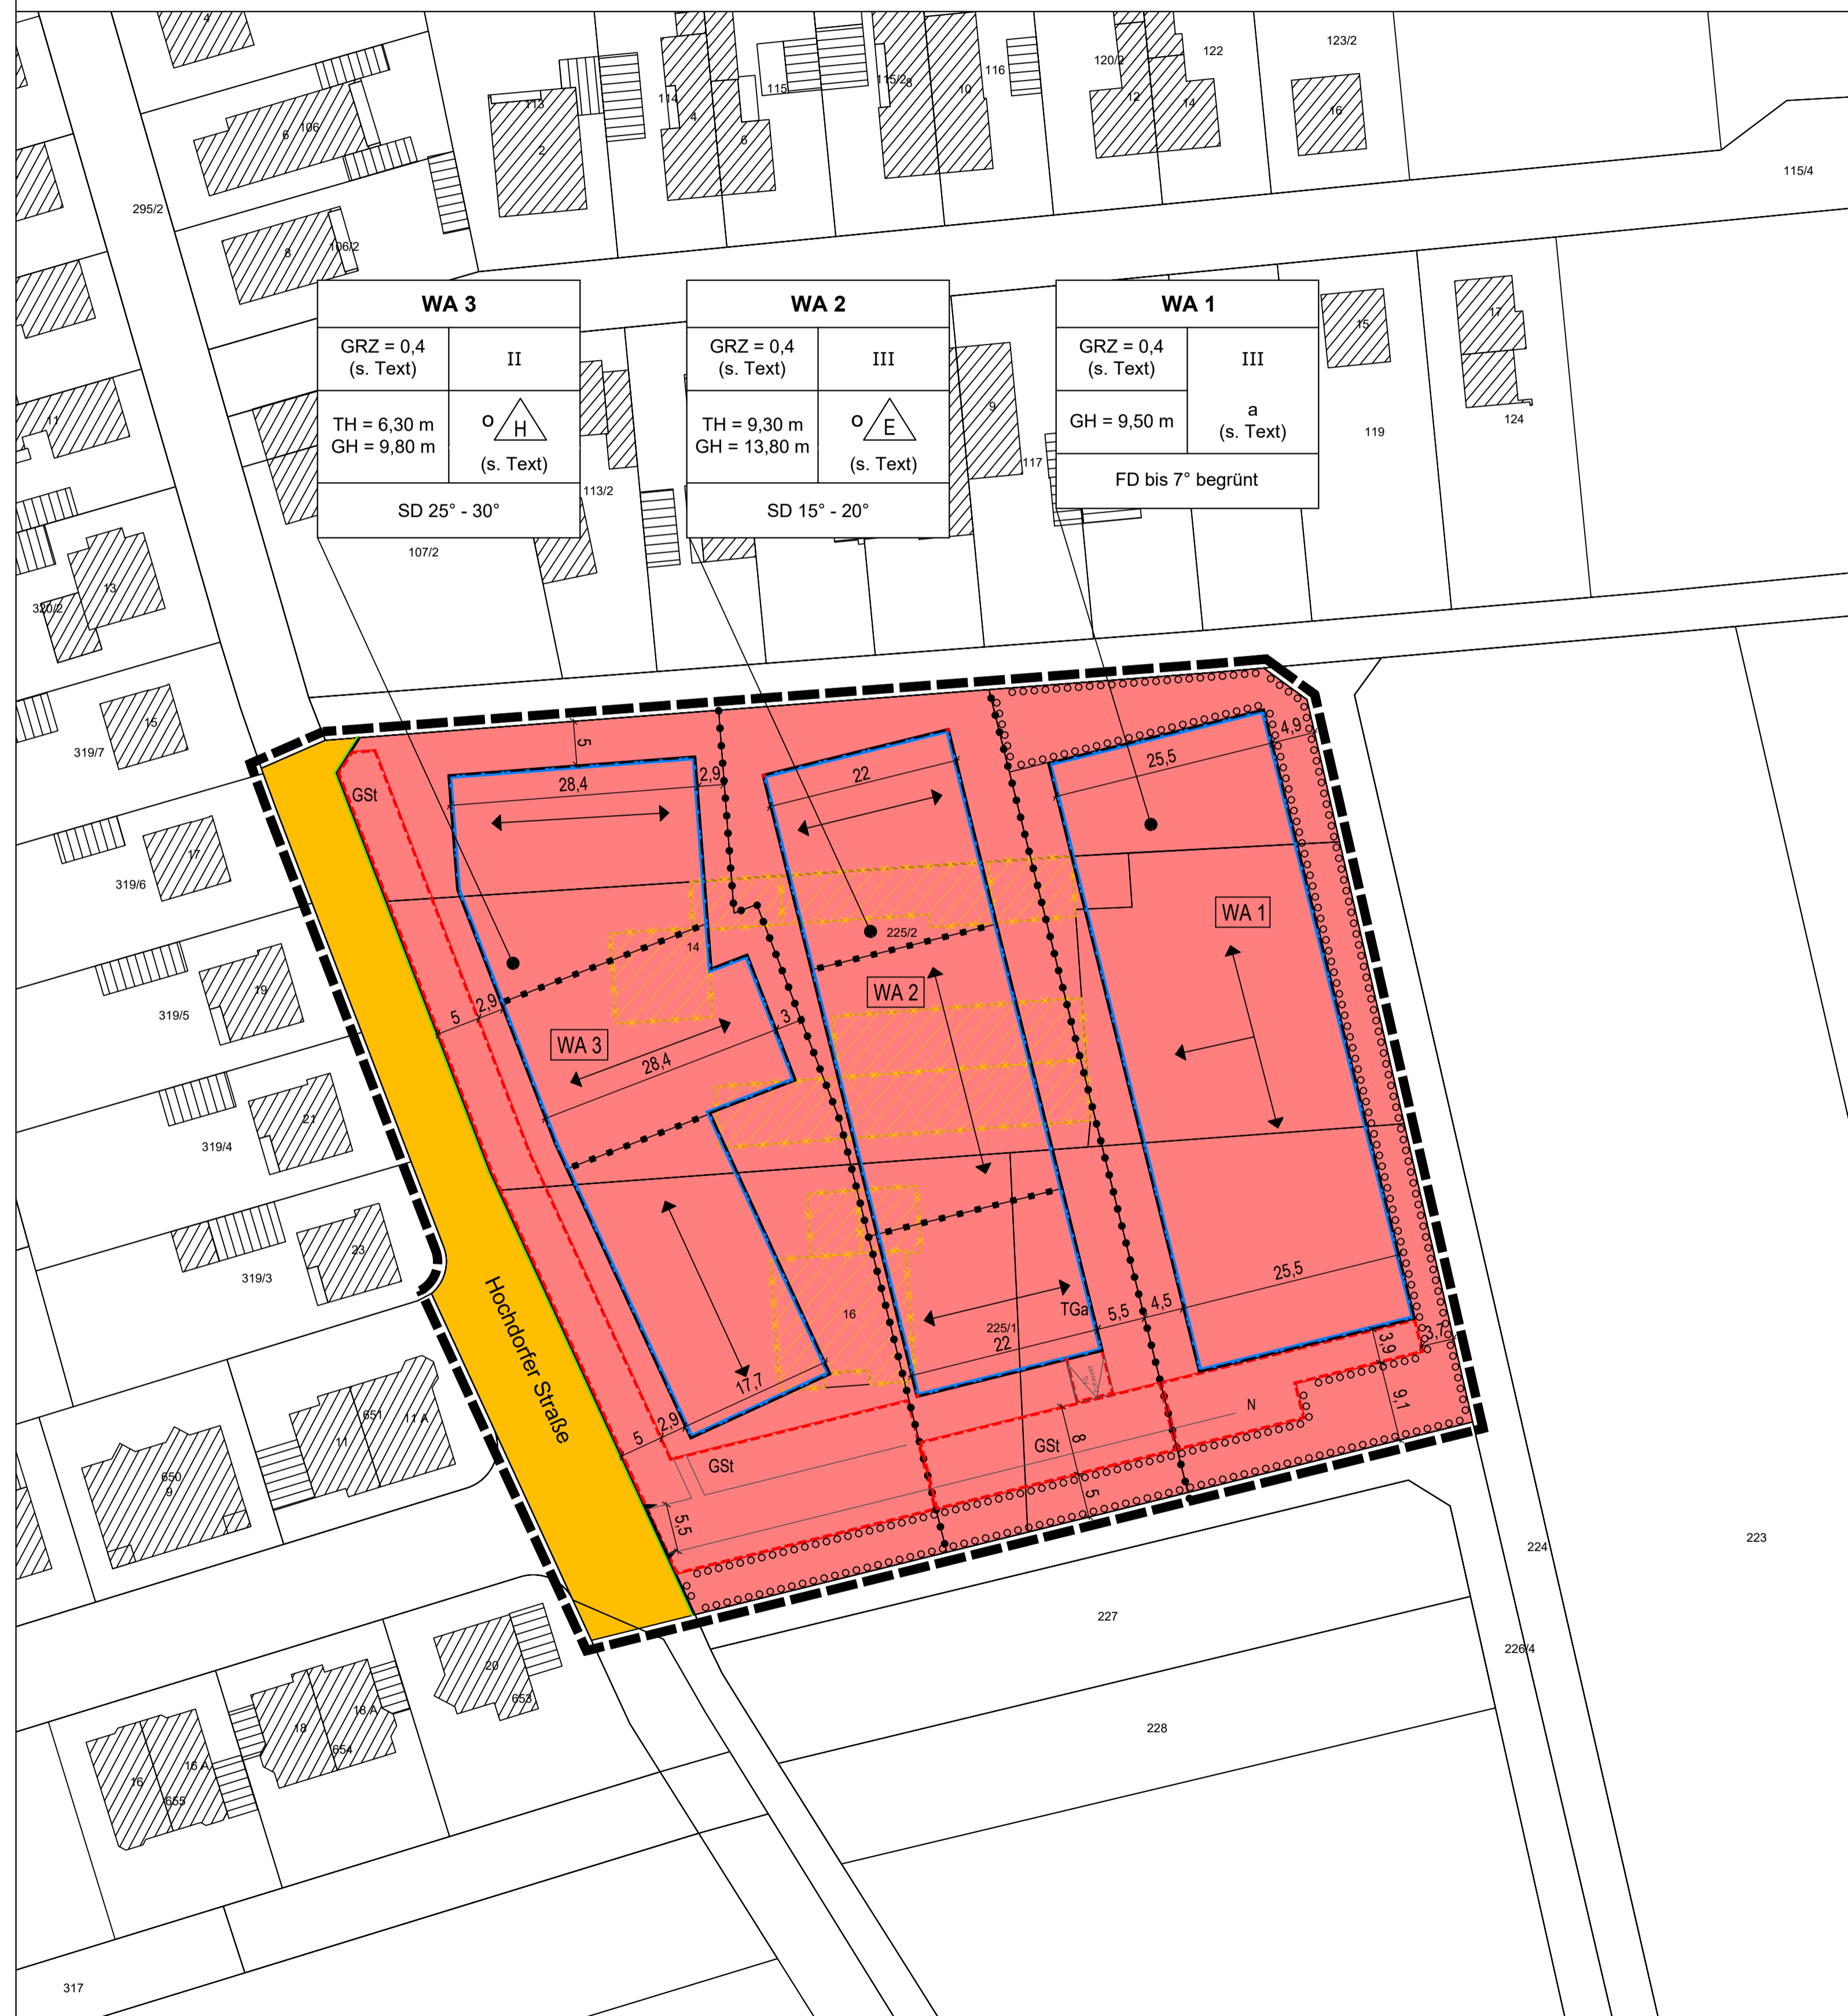 4
123/2
122
120/2
116
115/2
8
115
114
113
10
12
14
16
4
6
2
6
106
295/2
8
106/2
115/4
WA 3
GRZ = 0,4
(s. Text)
II
TH = 6,30 m
GH = 9,80 m
o
H
(s. Text)
SD 25° - 30°
WA 2
GRZ = 0,4
(s. Text)
III
TH = 9,30 m
GH = 13,80 m
o
E
(s. Text)
SD 15° - 20°
WA 1
GRZ = 0,4
(s. Text)
III
GH = 9,50 m
a
(s. Text)
FD bis 7° begrünt
15
17
9
11
119
124
117
113/2
107/2
13
320/2
15
319/7
17
319/6
19
319/5
21
319/4
23
319/3
5
28,4
2,9
22
25,5
4,9
GSt
14
225/2
WA 1
WA 2
WA 3
5
2,9
28,4
3
16
25,5
TGa
5,5
4,5
225/1
22
17,7
3,9
3,7
9,1
5
2,9
N
GSt
8
GSt
5
5,5
Hochdorfer Straße
651
11 A
11
650
9
224
223
227
226/4
228
20
653
18
18 A
654
16
16 A
655
317